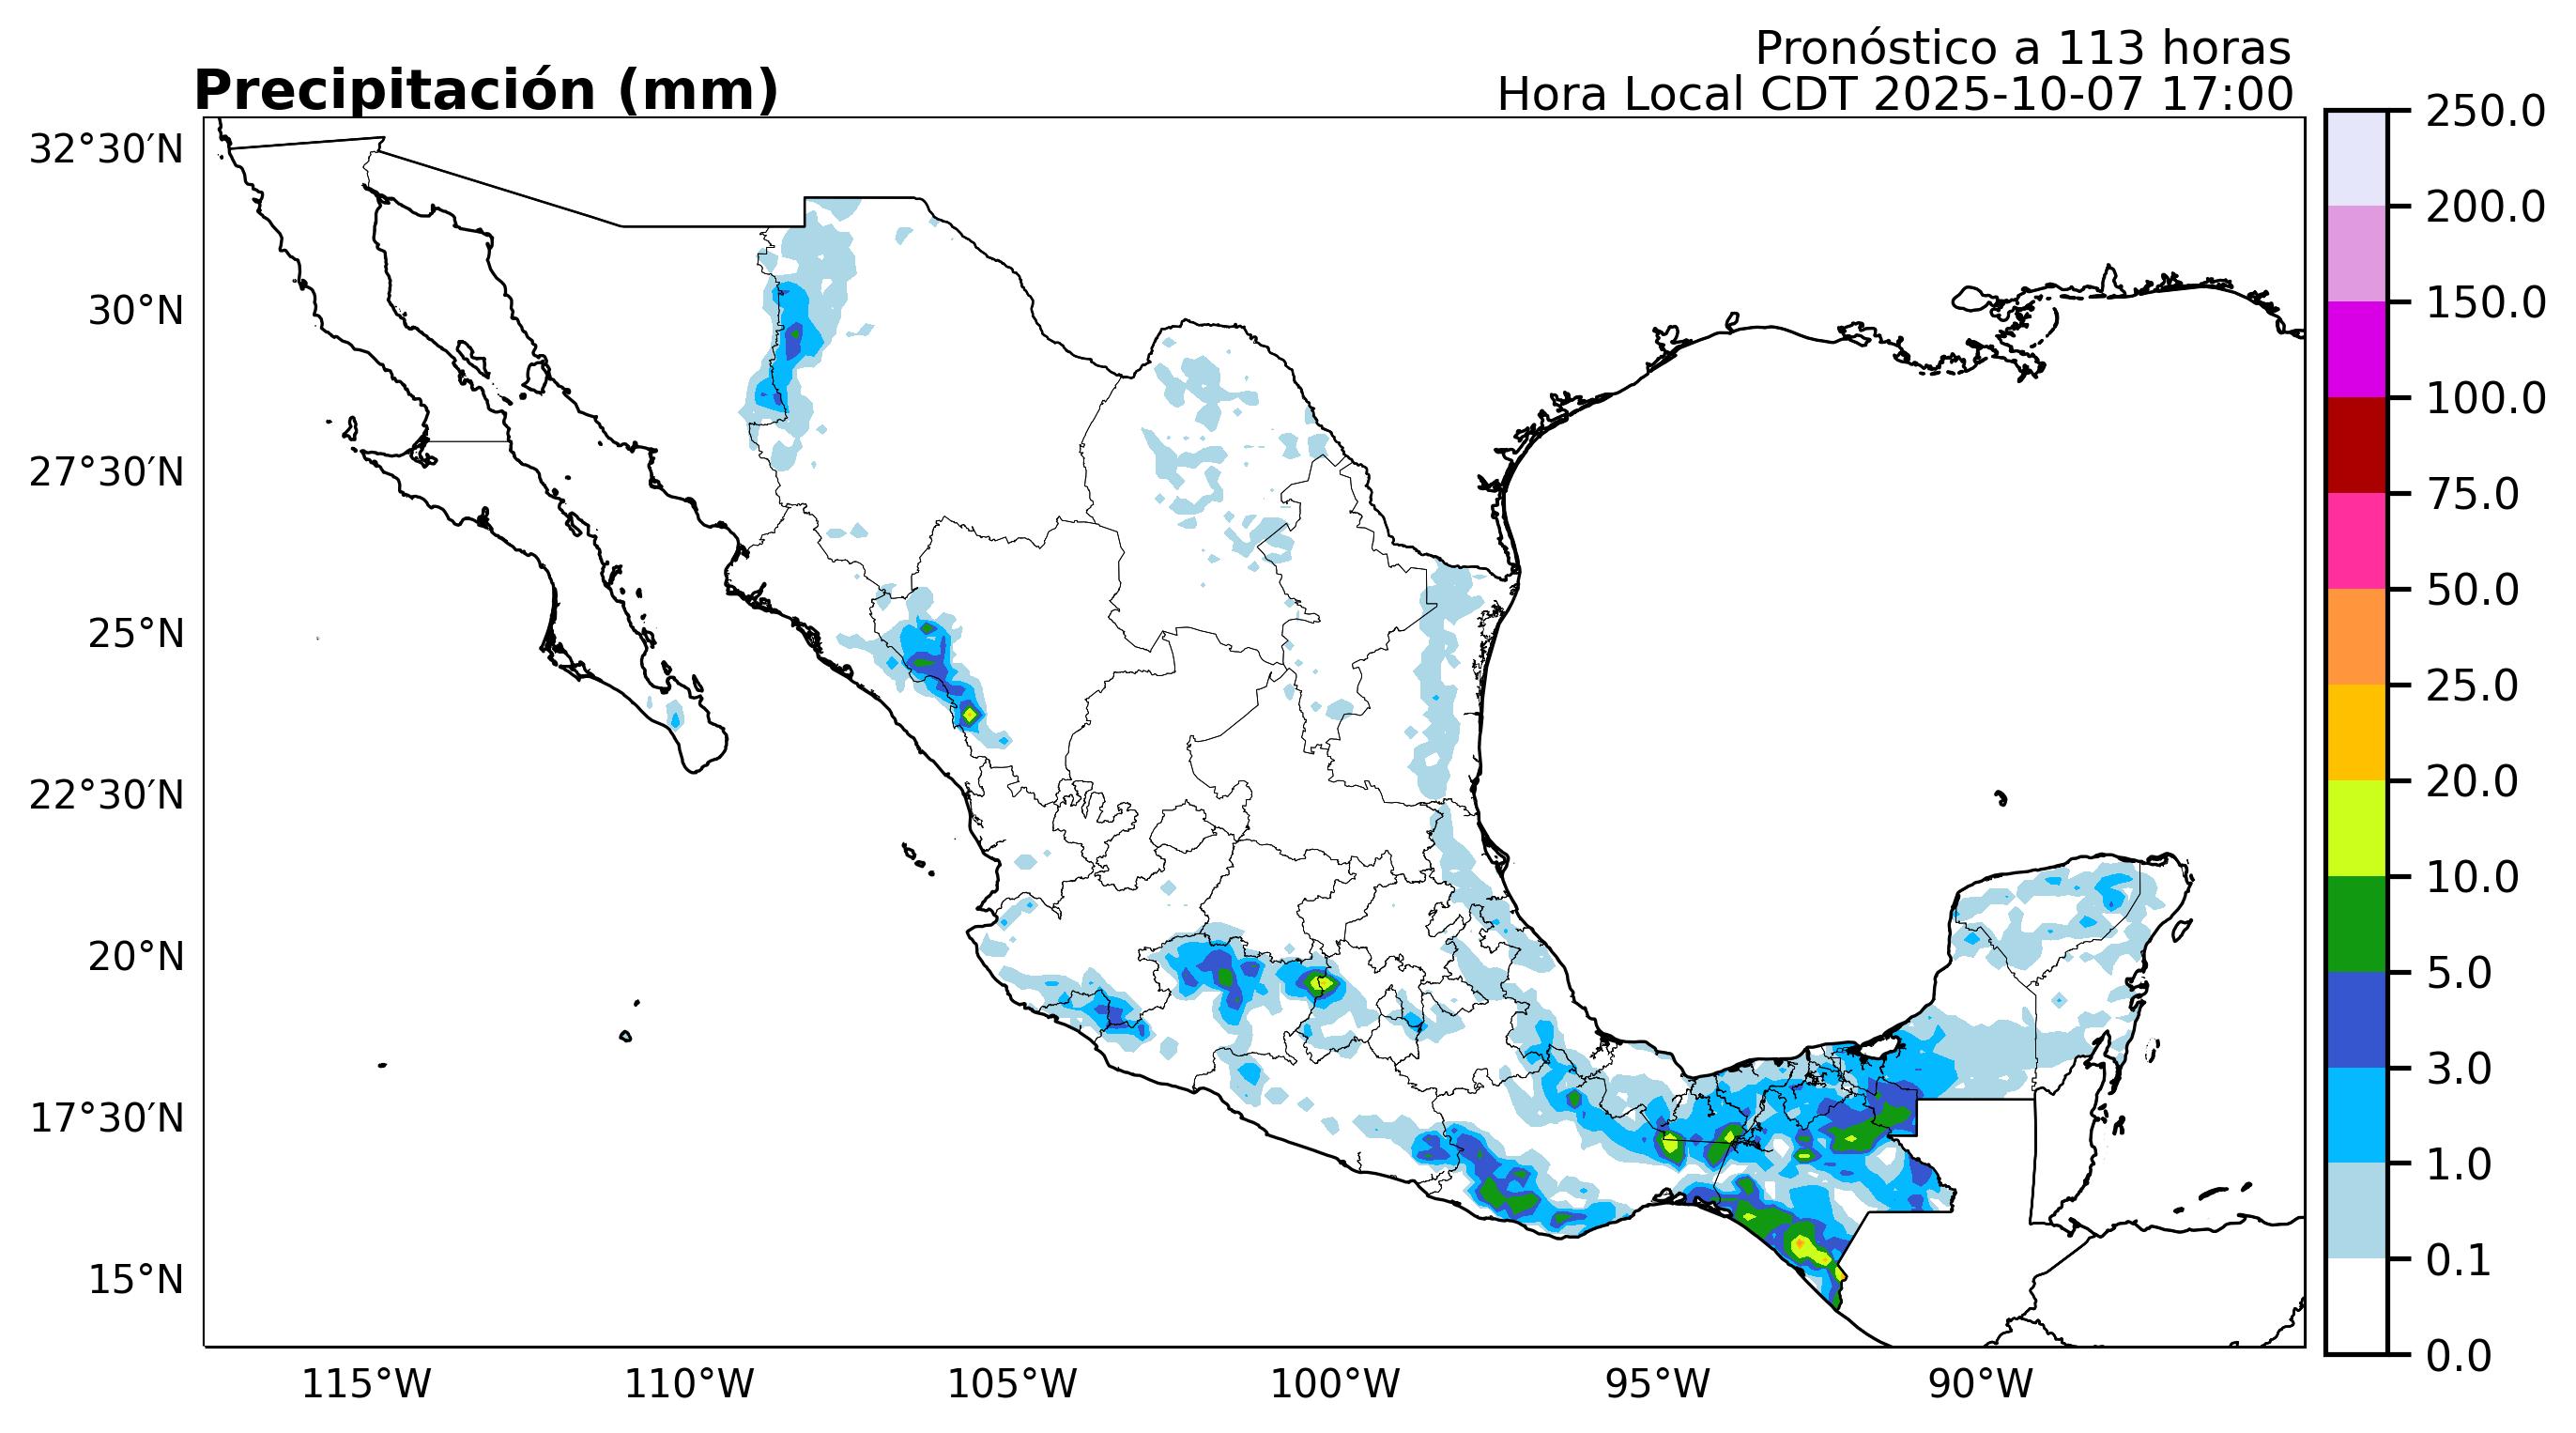 Pronóstico a 113 horas
Precipitación (mm)
Hora Local CDT 2025-10-07 17:00
32°30′N
30°N
27°30′N
25°N
22°30′N
20°N
17°30′N
15°N
115°W
110°W
105°W
100°W
95°W
90°W
250.0
200.0
150.0
100.0
75.0
50.0
25.0
20.0
10.0
5.0
3.0
1.0
0.1
0.0